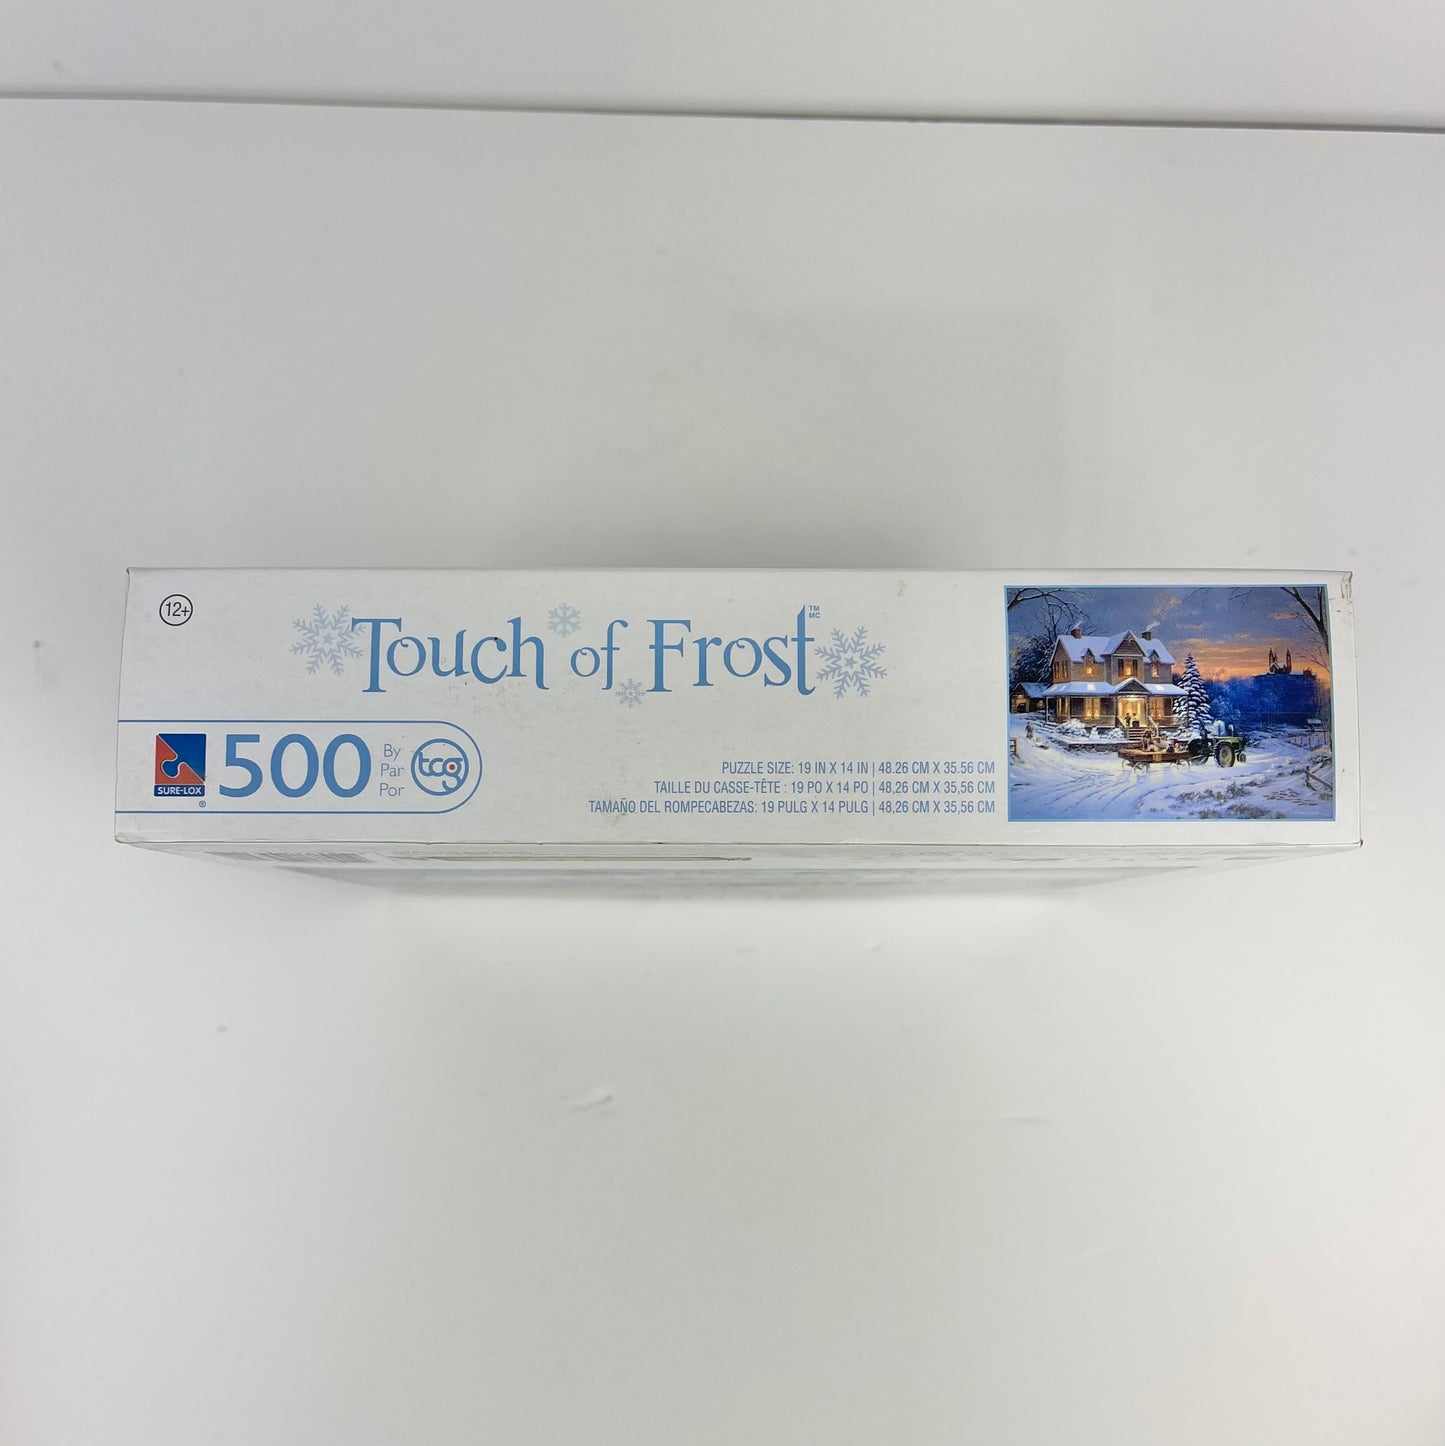 12+
Touch of Frost TM MC
SURE-LOX ®
500
By
Par
Por
tcg
PUZZLE SIZE: 19 IN X 14 IN | 48.26 CM X 35.56 CM
TAILLE DU CASSE-TÊTE : 19 PO X 14 PO | 48,26 CM X 35,56 CM
TAMAÑO DEL ROMPECABEZAS: 19 PULG X 14 PULG | 48,26 CM X 35,56 CM